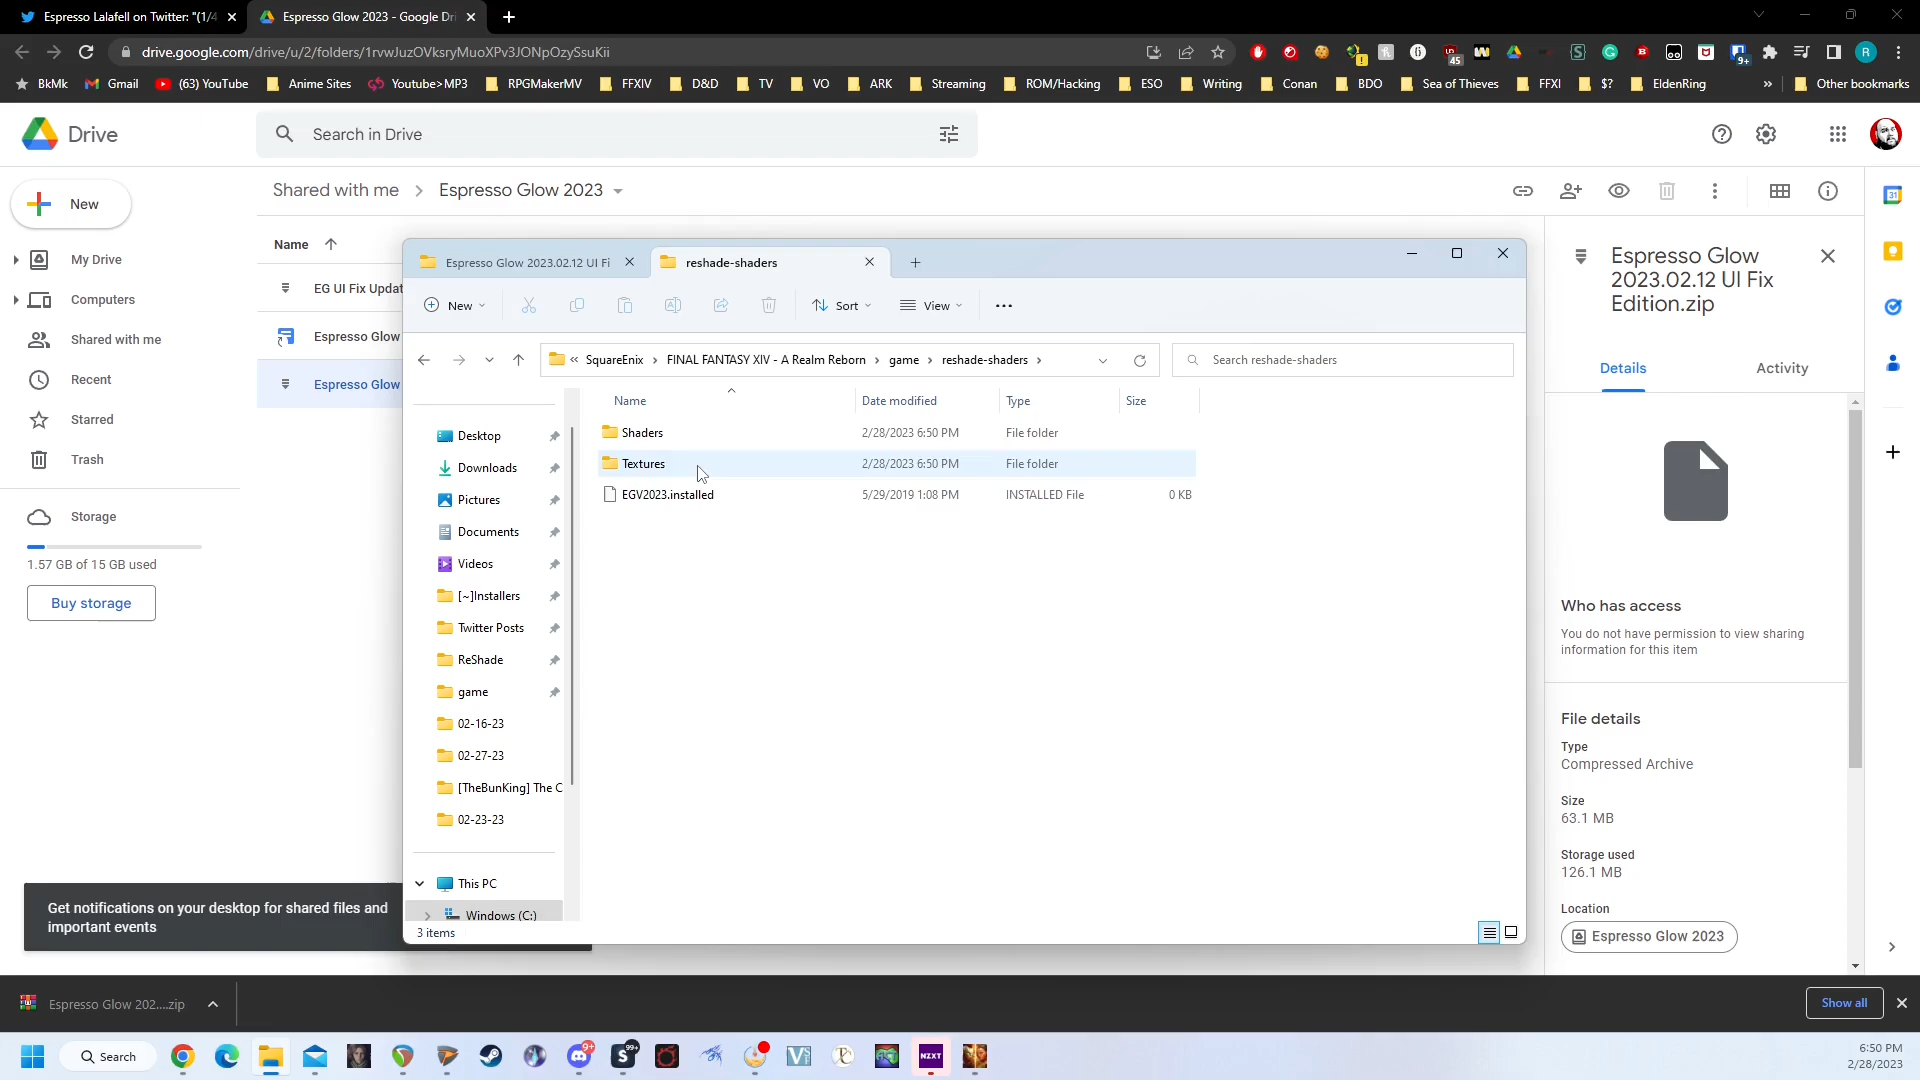 Espresso Lalafell on Twitter: "(1/4
Espresso Glow 2023 - Google Dri
drive.google.com/drive/u/2/folders/1rvwJuzOVksryMuoXPv3JONpOzySsuKii
45
9+
R
BkMk
Gmail
(63) YouTube
Anime Sites
Youtube>MP3
RPGMakerMV
FFXIV
D&D
TV
VO
ARK
Streaming
ROM/Hacking
ESO
Writing
Conan
BDO
Sea of Thieves
FFXI
$?
EldenRing
»
Other bookmarks
Drive
Search in Drive
New
My Drive
Computers
Shared with me
Recent
Starred
Trash
Storage
1.57 GB of 15 GB used
Buy storage
Shared with me > Espresso Glow 2023
Name
EG UI Fix Updat
Espresso Glow
Espresso Glow
Espresso Glow 2023.02.12 UI Fi
reshade-shaders
New
Sort
View
« SquareEnix > FINAL FANTASY XIV - A Realm Reborn > game > reshade-shaders >
Search reshade-shaders
Desktop
Downloads
Pictures
Documents
Videos
[~]Installers
Twitter Posts
ReShade
game
02-16-23
02-27-23
[TheBunKing] The C
02-23-23
This PC
Windows (C:)
Name Date modified Type Size
Shaders 2/28/2023 6:50 PM File folder
Textures 2/28/2023 6:50 PM File folder
EGV2023.installed 5/29/2019 1:08 PM INSTALLED File 0 KB
3 items
Espresso Glow
2023.02.12 UI Fix
Edition.zip
Details
Activity
Who has access
You do not have permission to view sharing
information for this item
File details
Type
Compressed Archive
Size
63.1 MB
Storage used
126.1 MB
Location
Espresso Glow 2023
31
Get notifications on your desktop for shared files and
important events
Espresso Glow 202....zip
Show all
Search
9+
99+
NZXT
6:50 PM
2/28/2023